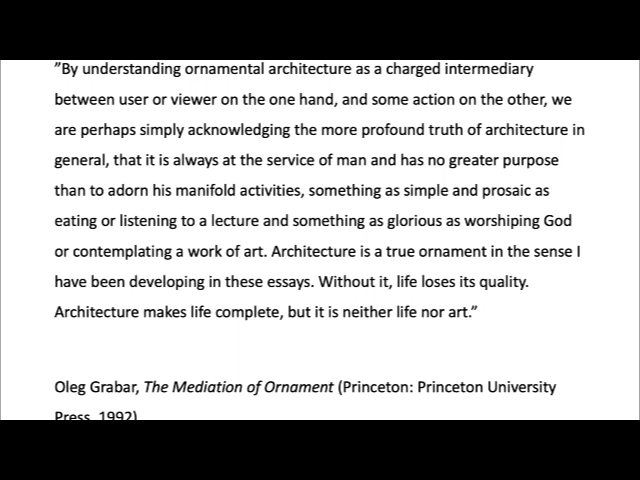 ”By understanding ornamental architecture as a charged intermediary
between user or viewer on the one hand, and some action on the other, we
are perhaps simply acknowledging the more profound truth of architecture in
general, that it is always at the service of man and has no greater purpose
than to adorn his manifold activities, something as simple and prosaic as
eating or listening to a lecture and something as glorious as worshiping God
or contemplating a work of art. Architecture is a true ornament in the sense I
have been developing in these essays. Without it, life loses its quality.
Architecture makes life complete, but it is neither life nor art.”
Oleg Grabar, The Mediation of Ornament (Princeton: Princeton University
Press, 1992)